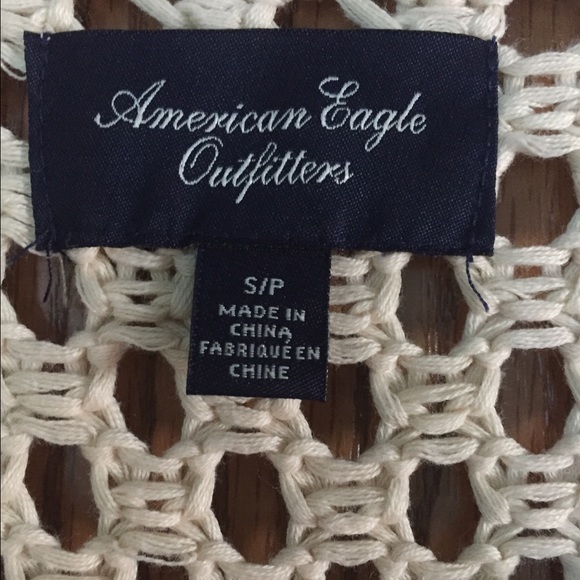 American Eagle
Outfitters
S/P
MADE IN
CHINA
FABRIQUÉ EN
CHINE